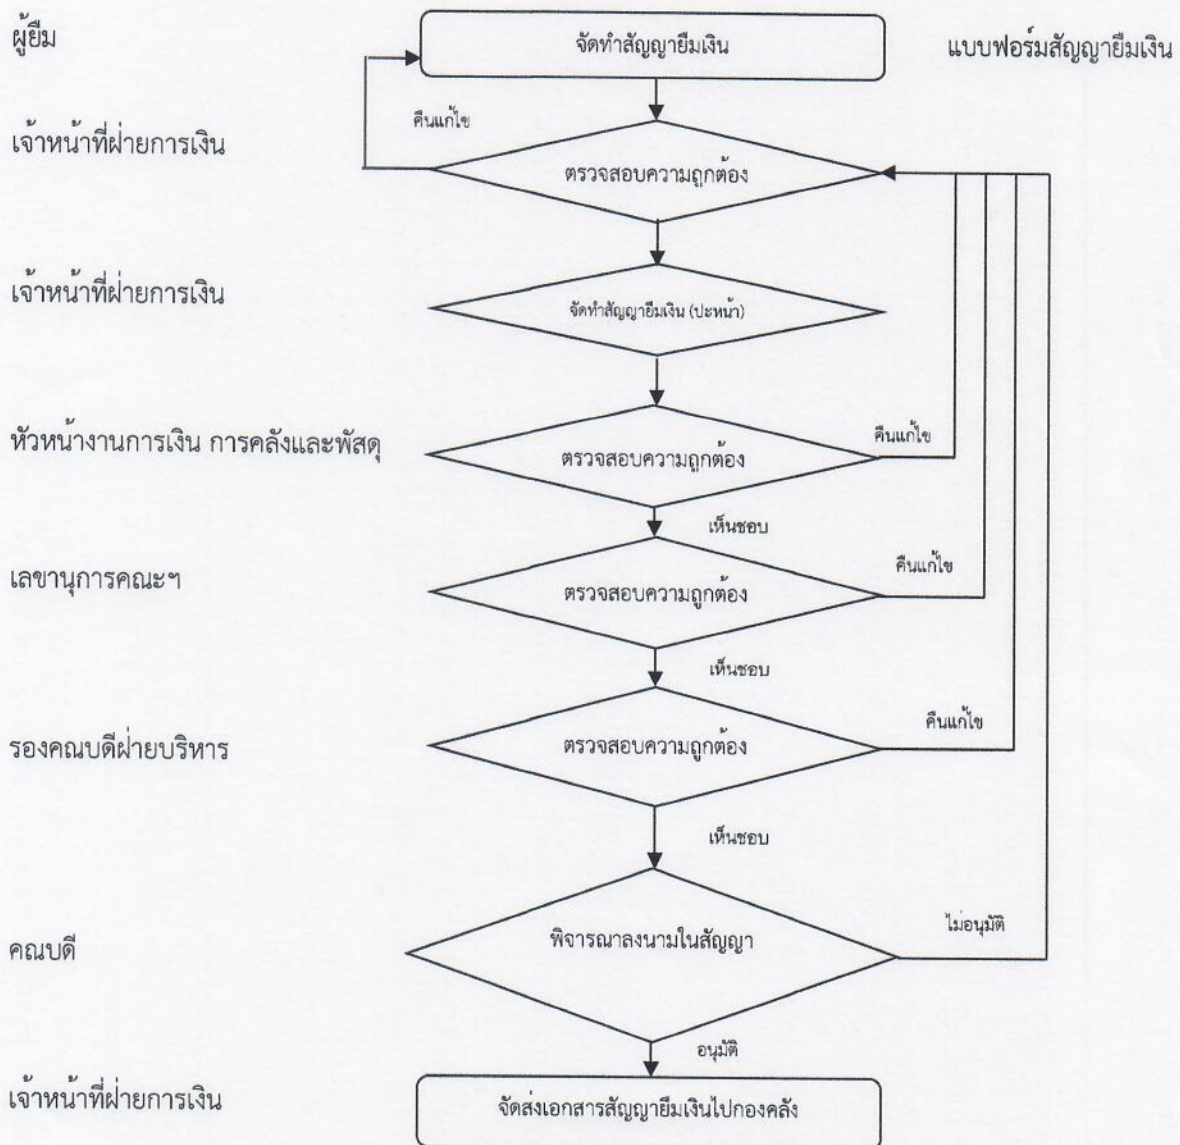 ผู้ยืม
จัดทำสัญญายืมเงิน
แบบฟอร์มสัญญายืมเงิน
คืนแก้ไข
เจ้าหน้าที่ฝ่ายการเงิน
ตรวจสอบความถูกต้อง
เจ้าหน้าที่ฝ่ายการเงิน
จัดทำสัญญายืมเงิน (ปะหน้า)
หัวหน้างานการเงิน การคลังและพัสดุ
ตรวจสอบความถูกต้อง
คืนแก้ไข
เห็นชอบ
เลขานุการคณะฯ
ตรวจสอบความถูกต้อง
คืนแก้ไข
เห็นชอบ
รองคณบดีฝ่ายบริหาร
ตรวจสอบความถูกต้อง
คืนแก้ไข
เห็นชอบ
คณบดี
พิจารณาลงนามในสัญญา
ไม่อนุมัติ
อนุมัติ
เจ้าหน้าที่ฝ่ายการเงิน
จัดส่งเอกสารสัญญายืมเงินไปกองคลัง